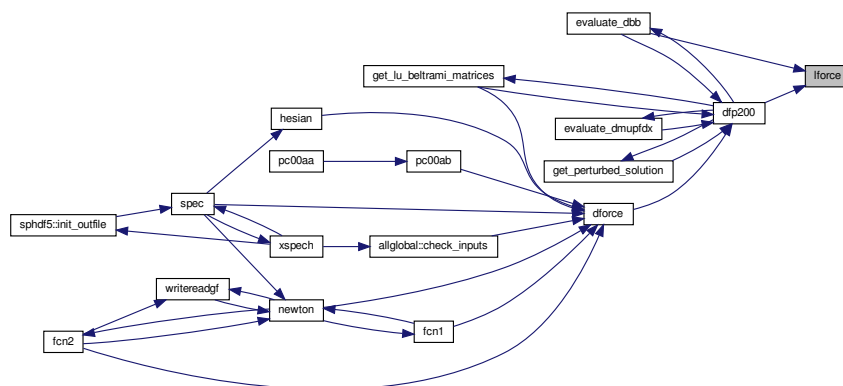 evaluate_dbb
lforce
get_lu_beltrami_matrices
dfp200
hesian
evaluate_dmupfdx
pc00aa
pc00ab
get_perturbed_solution
spec
dforce
sphdf5::init_outfile
xspech
allglobal::check_inputs
writereadgf
newton
fcn1
fcn2